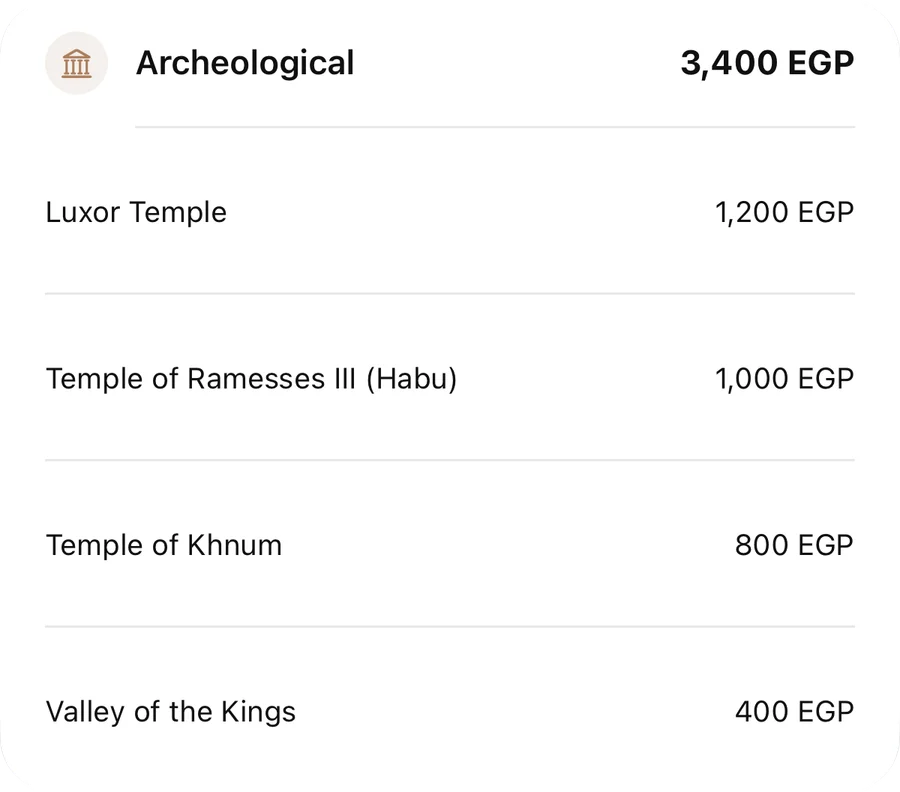 Archeological 3,400 EGP
Luxor Temple 1,200 EGP
Temple of Ramesses III (Habu) 1,000 EGP
Temple of Khnum 800 EGP
Valley of the Kings 400 EGP